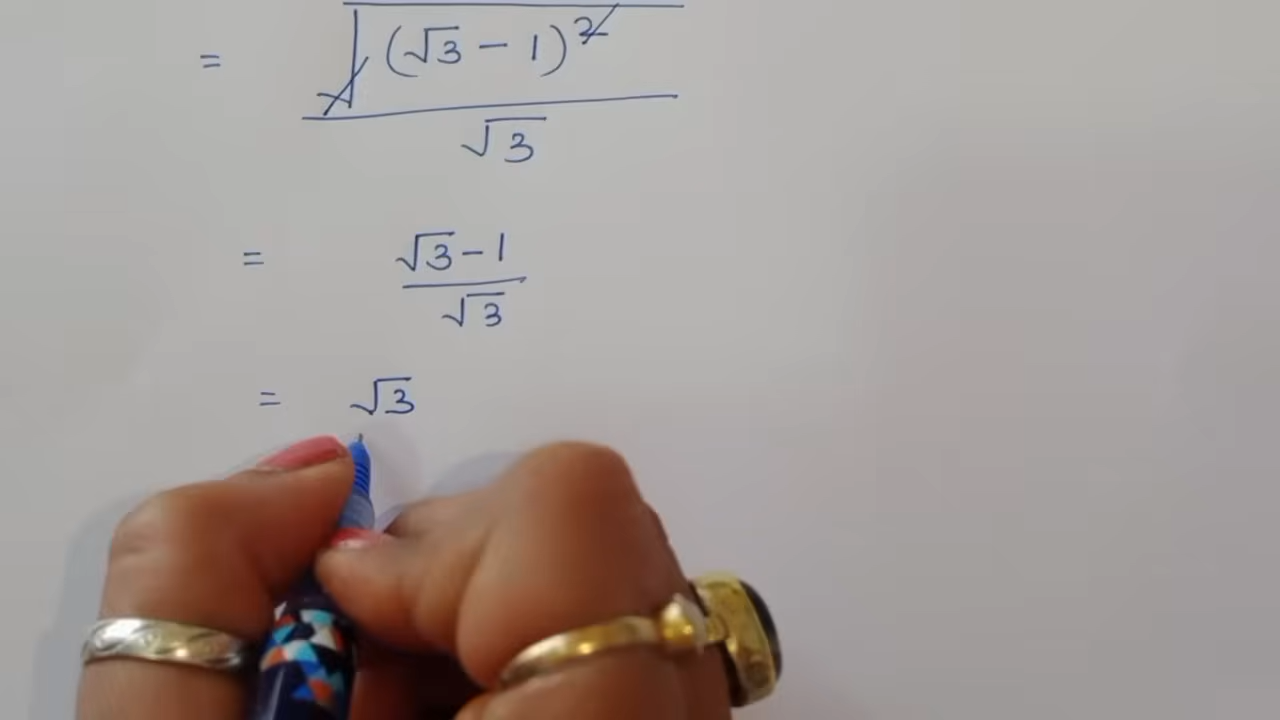 = √(√3 - 1)²
√3
= √3 - 1
√3
= √3